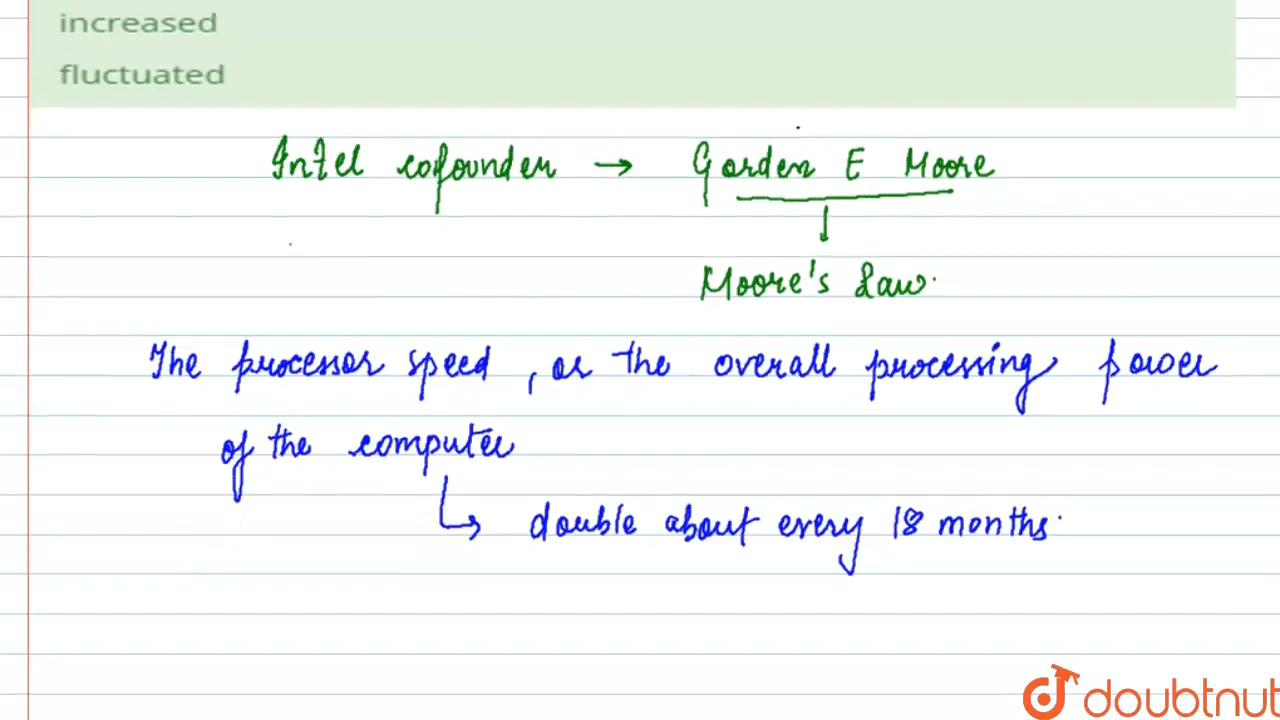 increased
fluctuated
Intel cofounder → Gorden E Moore
↓
Moore's Law.
The processor speed, or the overall processing power
of the computer
↳ double about every 18 months.
doubtnut